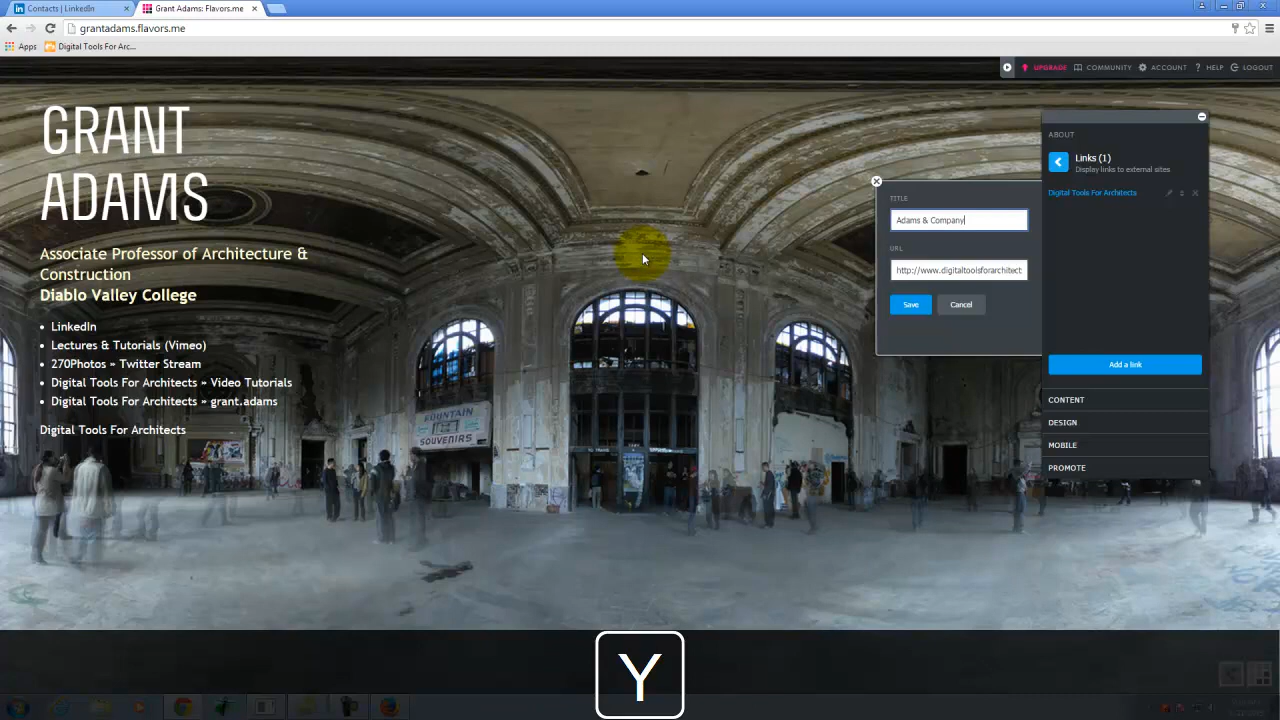 Contacts | LinkedIn
Grant Adams: Flavors.me
grantadams.flavors.me
Apps
Digital Tools For Arc...
UPGRADE
COMMUNITY
ACCOUNT
HELP
LOGOUT
GRANT
ADAMS
Associate Professor of Architecture &
Construction
Diablo Valley College
• LinkedIn
• Lectures & Tutorials (Vimeo)
• 270Photos » Twitter Stream
• Digital Tools For Architects » Video Tutorials
• Digital Tools For Architects » grant.adams
Digital Tools For Architects
FOUNTAIN
SOUVENIRS
TITLE
Adams & Company
URL
http://www.digitaltoolsforarchitect
Save
Cancel
ABOUT
Links (1)
Display links to external sites
Digital Tools For Architects
Add a link
CONTENT
DESIGN
MOBILE
PROMOTE
Y